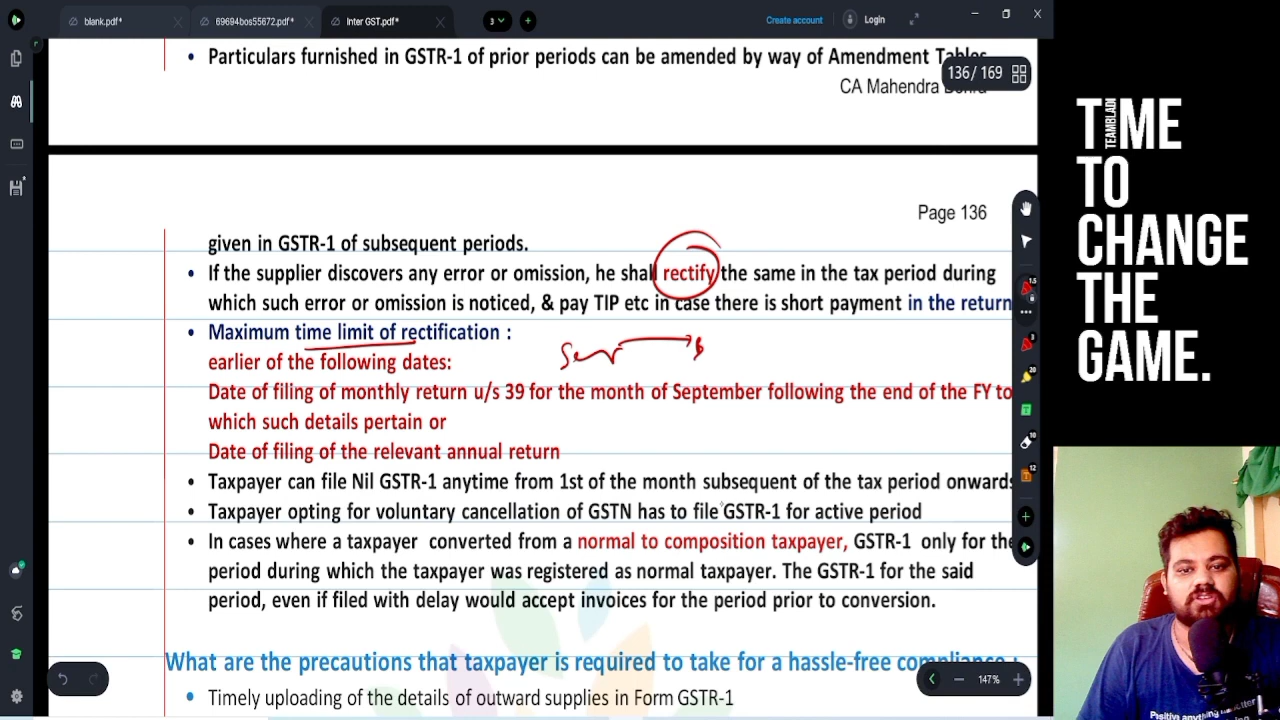 blank.pdf*
69694bos55672.pdf*
Inter GST.pdf*
3
Create account
Login
Particulars furnished in GSTR-1 of prior periods can be amended by way of Amendment Tables
136/ 169
CA Mahendra
Page 136
given in GSTR-1 of subsequent periods.
If the supplier discovers any error or omission, he shall rectify the same in the tax period during
which such error or omission is noticed, & pay TIP etc in case there is short payment in the return
Maximum time limit of rectification :
earlier of the following dates:
Date of filing of monthly return u/s 39 for the month of September following the end of the FY to
which such details pertain or
Date of filing of the relevant annual return
Taxpayer can file Nil GSTR-1 anytime from 1st of the month subsequent of the tax period onwards
Taxpayer opting for voluntary cancellation of GSTN has to file GSTR-1 for active period
In cases where a taxpayer converted from a normal to composition taxpayer, GSTR-1 only for the
period during which the taxpayer was registered as normal taxpayer. The GSTR-1 for the said
period, even if filed with delay would accept invoices for the period prior to conversion.
What are the precautions that taxpayer is required to take for a hassle-free compliance :
Timely uploading of the details of outward supplies in Form GSTR-1
147%
TIME
TEAMBLADI
TO
CHANGE
THE
GAME.
Positive anything